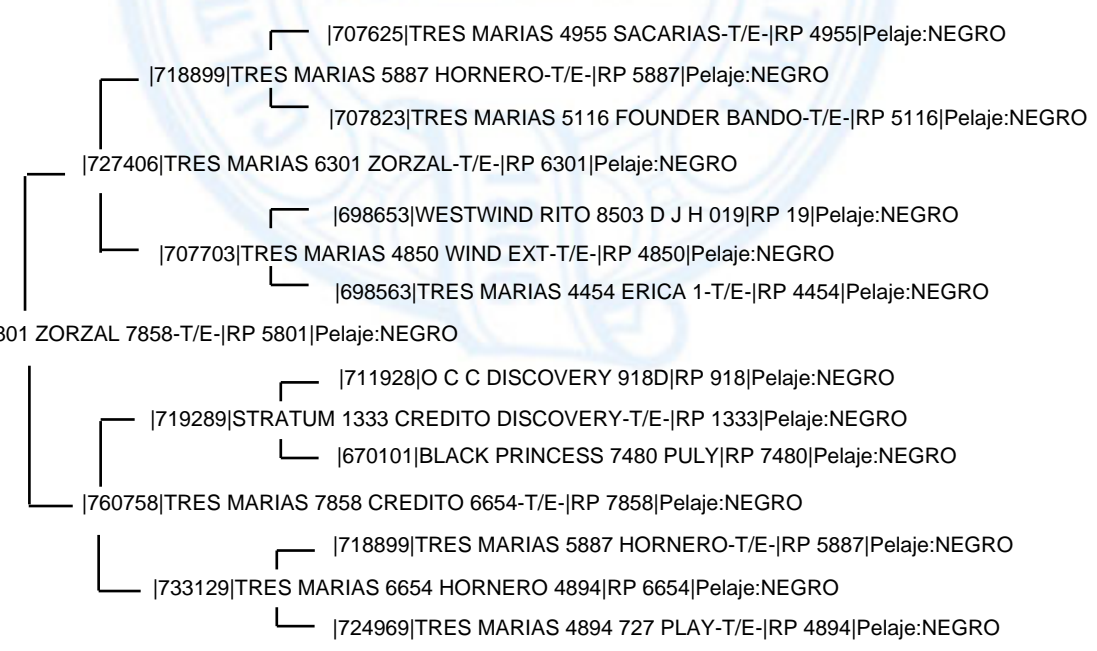 |707625|TRES MARIAS 4955 SACARIAS-T/E-|RP 4955|Pelaje:NEGRO
|718899|TRES MARIAS 5887 HORNERO-T/E-|RP 5887|Pelaje:NEGRO
|707823|TRES MARIAS 5116 FOUNDER BANDO-T/E-|RP 5116|Pelaje:NEGRO
|727406|TRES MARIAS 6301 ZORZAL-T/E-|RP 6301|Pelaje:NEGRO
|698653|WESTWIND RITO 8503 D J H 019|RP 19|Pelaje:NEGRO
|707703|TRES MARIAS 4850 WIND EXT-T/E-|RP 4850|Pelaje:NEGRO
|698563|TRES MARIAS 4454 ERICA 1-T/E-|RP 4454|Pelaje:NEGRO
ZORZAL 7858-T/E-|RP 5801|Pelaje:NEGRO
|711928|O C C DISCOVERY 918D|RP 918|Pelaje:NEGRO
|719289|STRATUM 1333 CREDITO DISCOVERY-T/E-|RP 1333|Pelaje:NEGRO
|670101|BLACK PRINCESS 7480 PULY|RP 7480|Pelaje:NEGRO
|760758|TRES MARIAS 7858 CREDITO 6654-T/E-|RP 7858|Pelaje:NEGRO
|718899|TRES MARIAS 5887 HORNERO-T/E-|RP 5887|Pelaje:NEGRO
|733129|TRES MARIAS 6654 HORNERO 4894|RP 6654|Pelaje:NEGRO
|724969|TRES MARIAS 4894 727 PLAY-T/E-|RP 4894|Pelaje:NEGRO